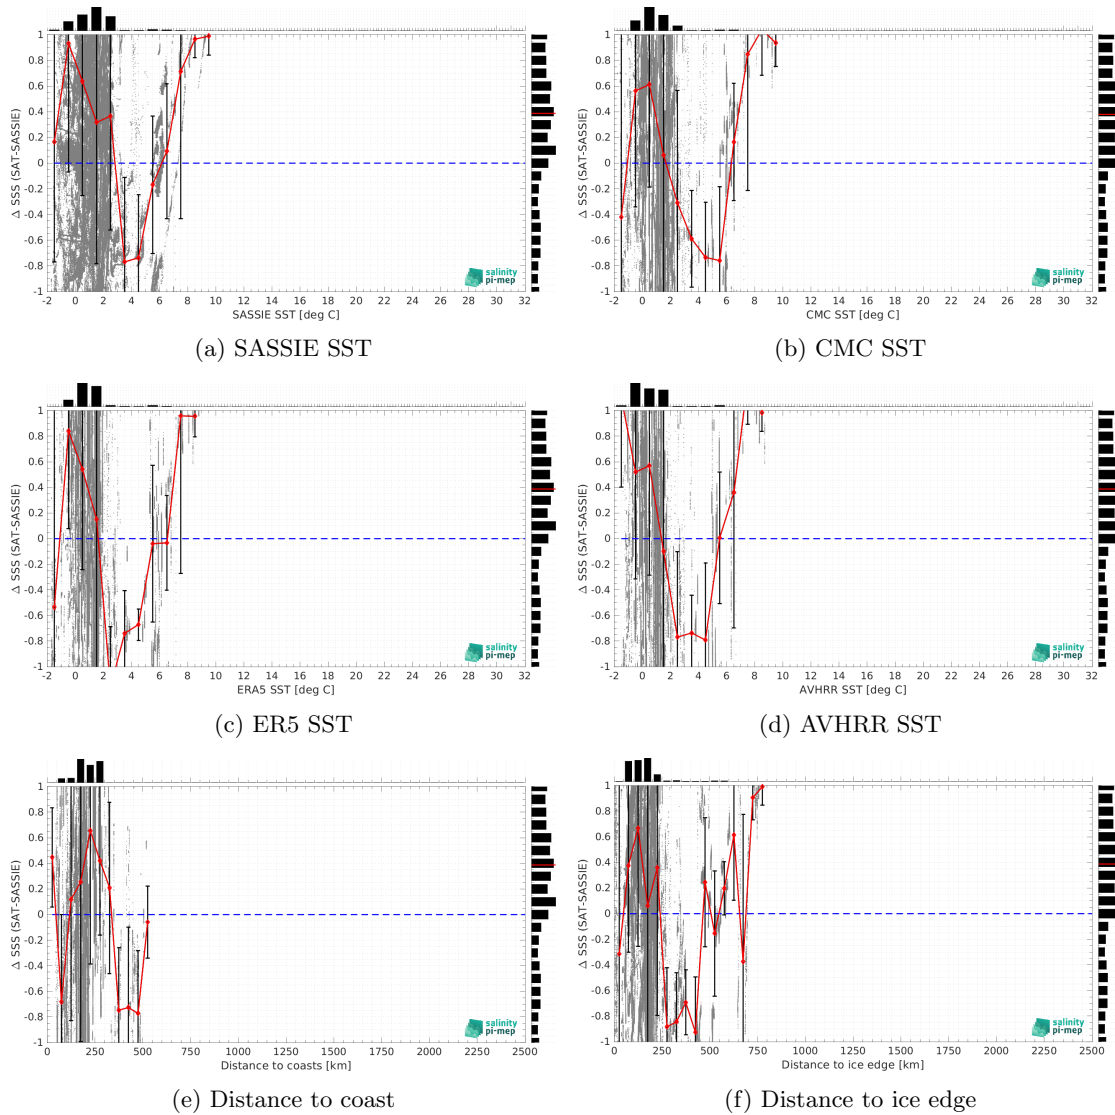 1
0.8
0.6
0.4
0.2
0
-0.2
-0.4
-0.6
-0.8
-1
Δ SSS (SAT-SASSIE)
salinity
pi-mep
-2 0 2 4 6 8 10 12 14 16 18 20 22 24 26 28 30 32
SASSIE SST [deg C]
(a) SASSIE SST
1
0.8
0.6
0.4
0.2
0
-0.2
-0.4
-0.6
-0.8
-1
Δ SSS (SAT-SASSIE)
salinity
pi-mep
-2 0 2 4 6 8 10 12 14 16 18 20 22 24 26 28 30 32
CMC SST [deg C]
(b) CMC SST
1
0.8
0.6
0.4
0.2
0
-0.2
-0.4
-0.6
-0.8
-1
Δ SSS (SAT-SASSIE)
salinity
pi-mep
-2 0 2 4 6 8 10 12 14 16 18 20 22 24 26 28 30 32
ERA5 SST [deg C]
(c) ER5 SST
1
0.8
0.6
0.4
0.2
0
-0.2
-0.4
-0.6
-0.8
-1
Δ SSS (SAT-SASSIE)
salinity
pi-mep
-2 0 2 4 6 8 10 12 14 16 18 20 22 24 26 28 30 32
AVHRR SST [deg C]
(d) AVHRR SST
1
0.8
0.6
0.4
0.2
0
-0.2
-0.4
-0.6
-0.8
-1
Δ SSS (SAT-SASSIE)
salinity
pi-mep
0 250 500 750 1000 1250 1500 1750 2000 2250 2500
Distance to coasts [km]
(e) Distance to coast
1
0.8
0.6
0.4
0.2
0
-0.2
-0.4
-0.6
-0.8
-1
Δ SSS (SAT-SASSIE)
salinity
pi-mep
0 250 500 750 1000 1250 1500 1750 2000 2250 2500
Distance to ice edge [km]
(f) Distance to ice edge